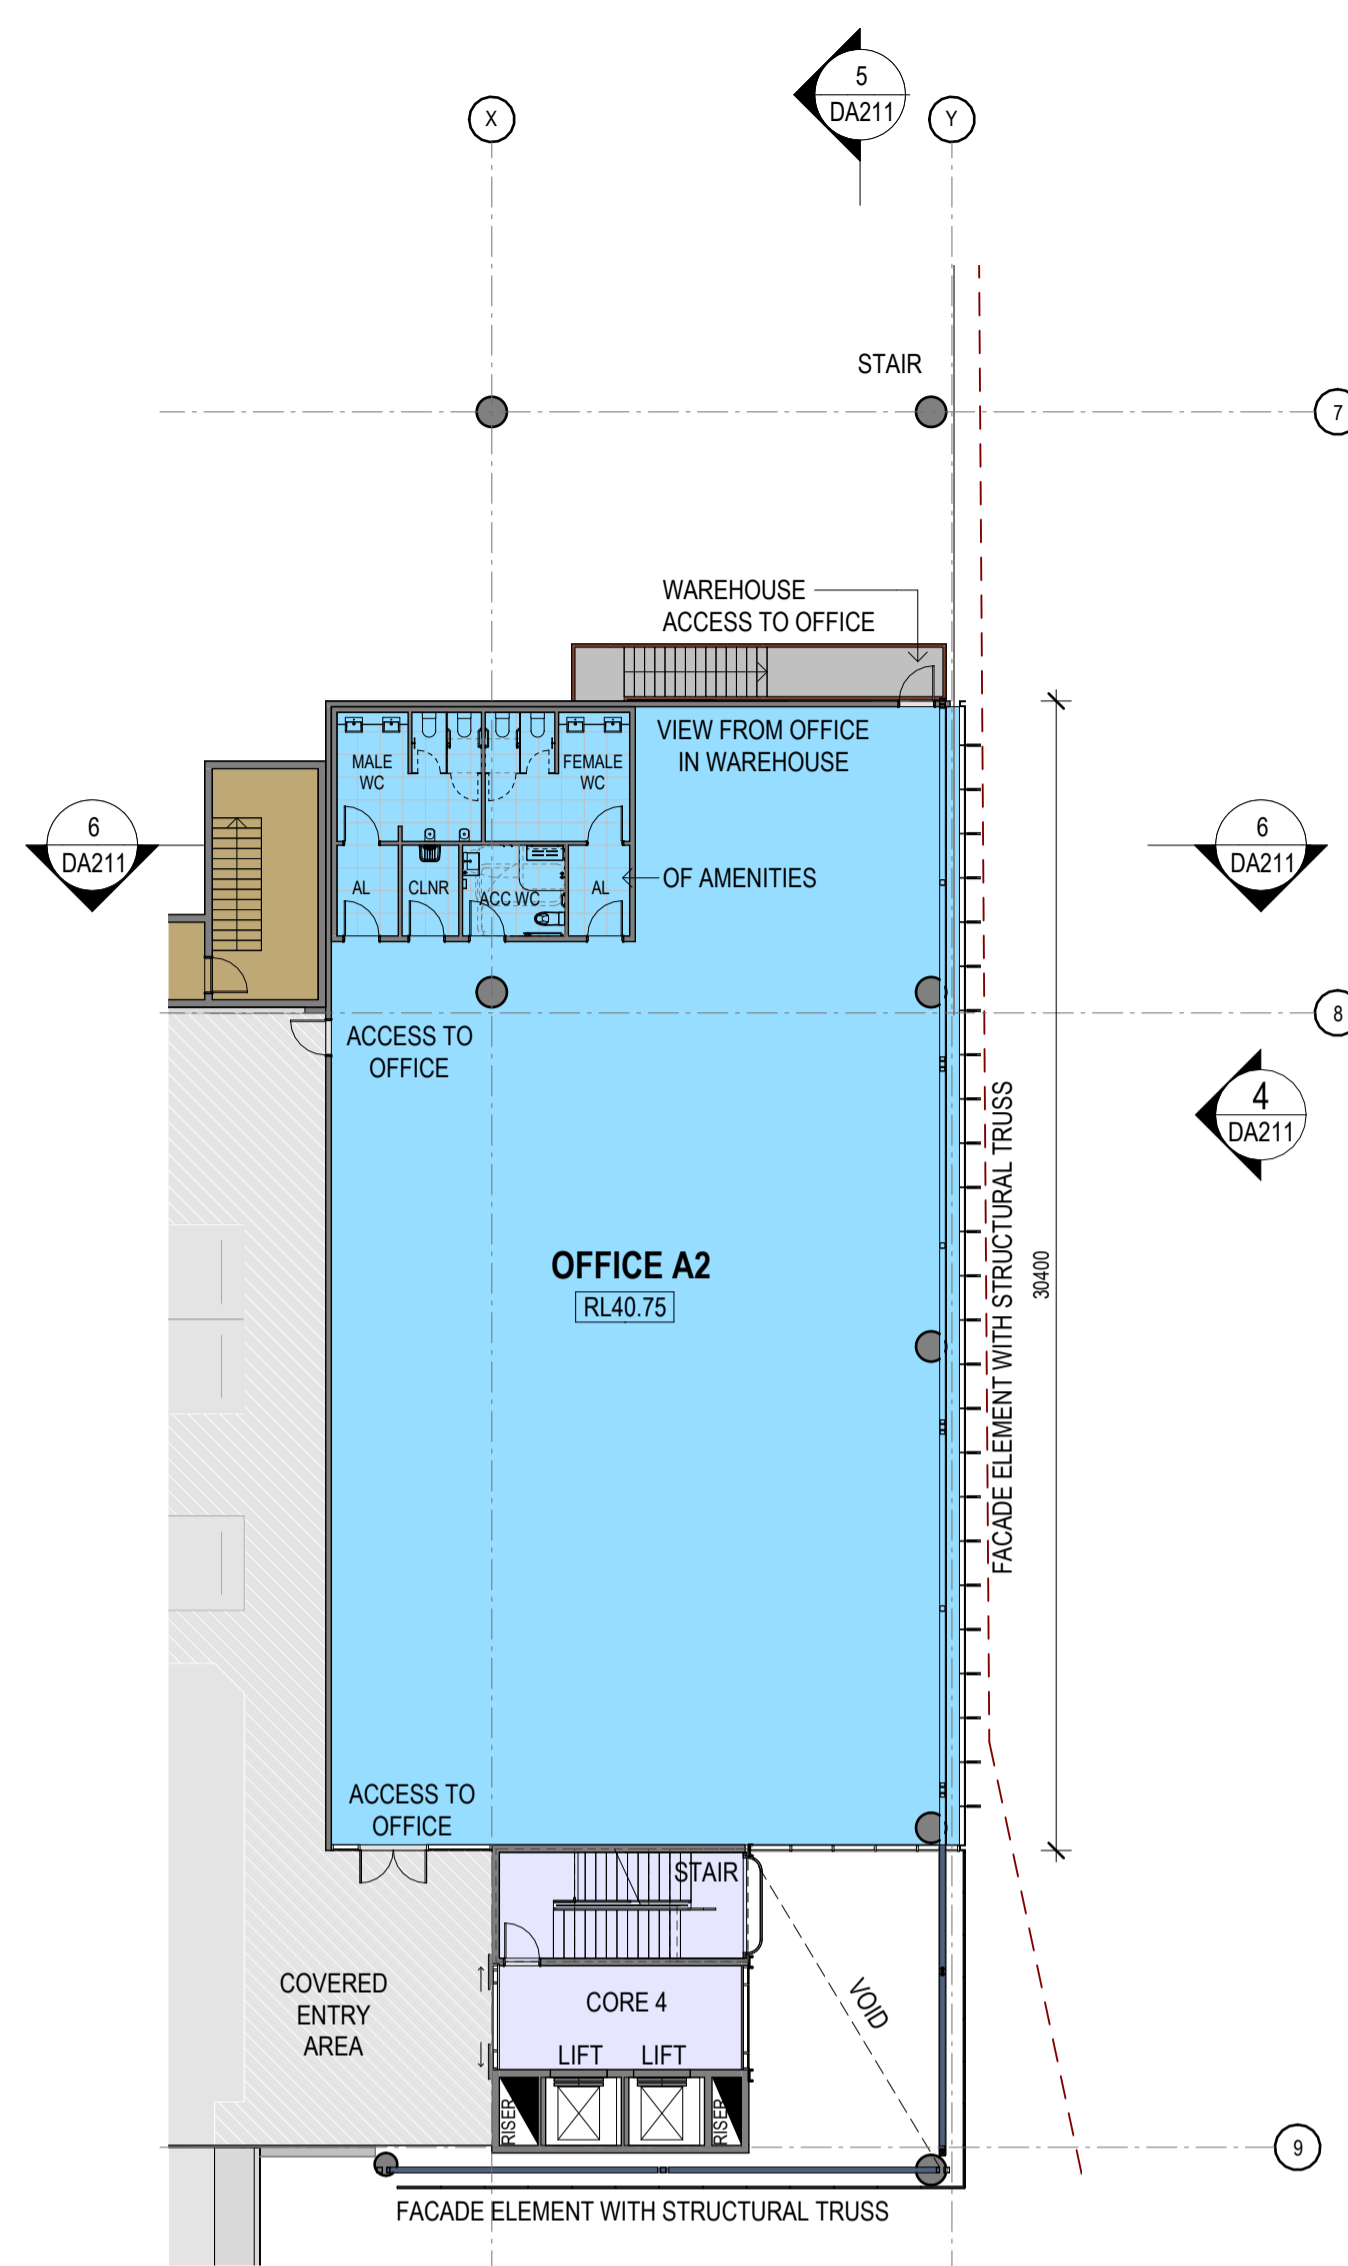 5
DA211
X
Y
STAIR
7
WAREHOUSE
ACCESS TO OFFICE
VIEW FROM OFFICE
IN WAREHOUSE
MALE
WC
FEMALE
WC
6
DA211
6
DA211
AL
CLNR
ACC WC
AL
OF AMENITIES
8
ACCESS TO
OFFICE
4
DA211
FACADE ELEMENT WITH STRUCTURAL TRUSS
30400
OFFICE A2
RL40.75
ACCESS TO
OFFICE
STAIR
COVERED
ENTRY
AREA
CORE 4
VOID
LIFT
LIFT
RISER
RISER
9
FACADE ELEMENT WITH STRUCTURAL TRUSS